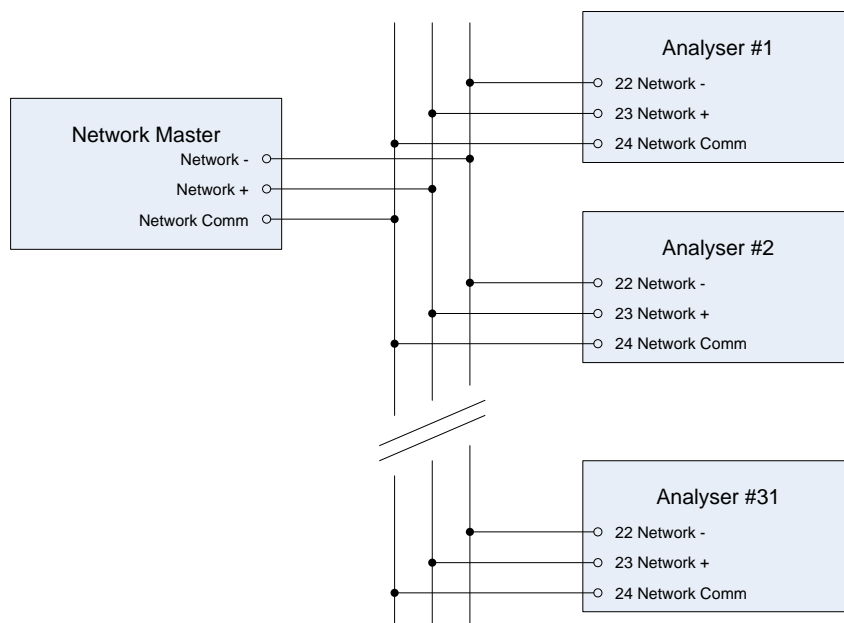 Network Master
Network -
Network +
Network Comm
Analyser #1
22 Network -
23 Network +
24 Network Comm
Analyser #2
22 Network -
23 Network +
24 Network Comm
Analyser #31
22 Network -
23 Network +
24 Network Comm